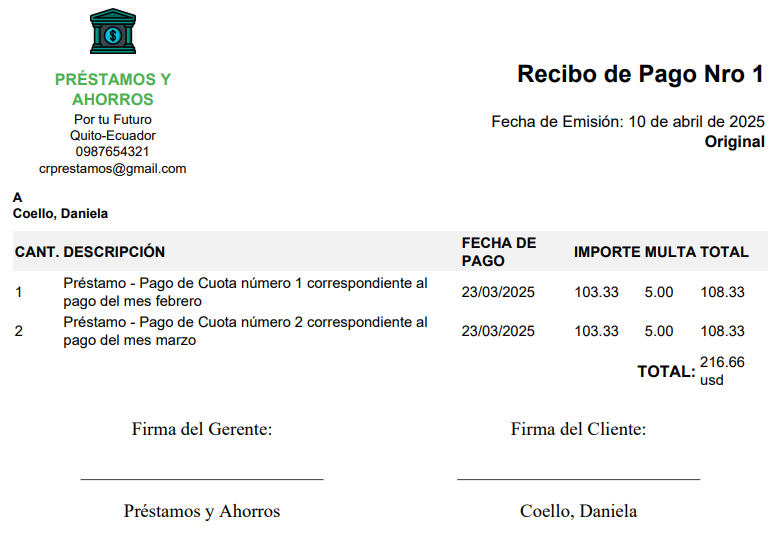 PRÉSTAMOS Y
AHORROS
Por tu Futuro
Quito-Ecuador
0987654321
crprestamos@gmail.com
Recibo de Pago Nro 1
Fecha de Emisión: 10 de abril de 2025
Original
A
Coello, Daniela
CANT. DESCRIPCIÓN FECHA DE PAGO IMPORTE MULTA TOTAL
1 Préstamo - Pago de Cuota número 1 correspondiente al pago del mes febrero 23/03/2025 103.33 5.00 108.33
2 Préstamo - Pago de Cuota número 2 correspondiente al pago del mes marzo 23/03/2025 103.33 5.00 108.33
TOTAL: 216.66 usd
Firma del Gerente: Firma del Cliente:
Préstamos y Ahorros Coello, Daniela